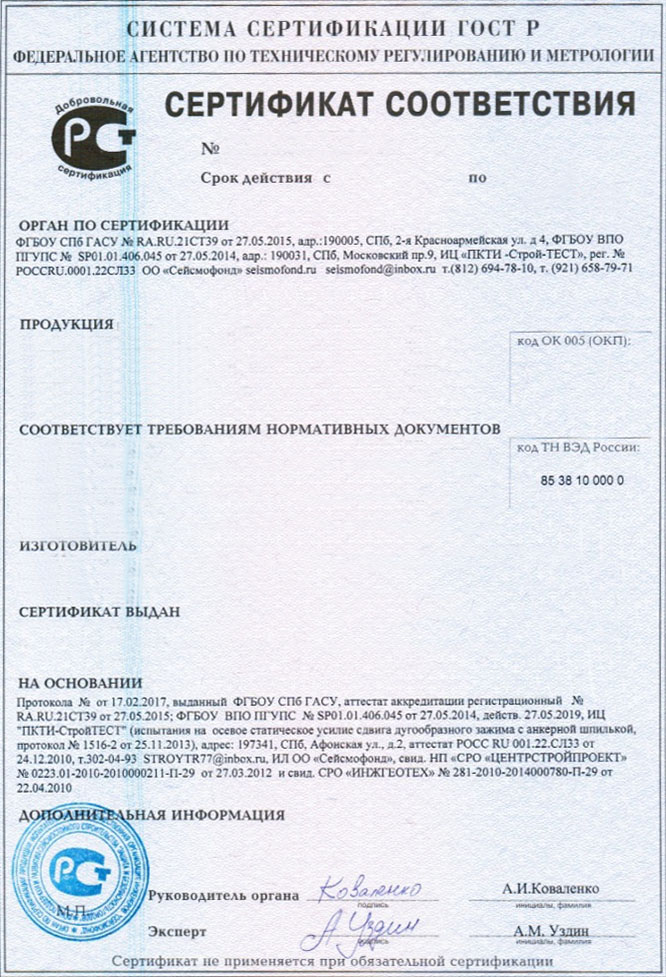 СИСТЕМА СЕРТИФИКАЦИИ ГОСТ Р
ФЕДЕРАЛЬНОЕ АГЕНТСТВО ПО ТЕХНИЧЕСКОМУ РЕГУЛИРОВАНИЮ И МЕТРОЛОГИИ
Добровольная
РСТ
сертификация
СЕРТИФИКАТ СООТВЕТСТВИЯ
№
Срок действия с по
ОРГАН ПО СЕРТИФИКАЦИИ
ФГБОУ СПб ГАСУ № RA.RU.21СТ39 от 27.05.2015, адр.:190005, СПб, 2-я Красноармейская ул. д 4, ФГБОУ ВПО
ПГУПС № SP01.01.406.045 от 27.05.2014, адр.: 190031, СПб, Московский пр.9, ИЦ «ПКТИ -Строй-ТЕСТ», рег. №
РОССRU.0001.22СЛ33 ОО «Сейсмофонд» seismofond.ru seismofond@inbox.ru т.(812) 694-78-10, т. (921) 658-79-71
ПРОДУКЦИЯ
код ОК 005 (ОКП):
СООТВЕТСТВУЕТ ТРЕБОВАНИЯМ НОРМАТИВНЫХ ДОКУМЕНТОВ
код ТН ВЭД России:
85 38 10 000 0
ИЗГОТОВИТЕЛЬ
СЕРТИФИКАТ ВЫДАН
НА ОСНОВАНИИ
Протокола № от 17.02.2017, выданный ФГБОУ СПб ГАСУ, аттестат аккредитации регистрационный №
RA.RU.21СТ39 от 27.05.2015; ФГБОУ ВПО ПГУПС № SP01.01.406.045 от 27.05.2014, действ. 27.05.2019, ИЦ
"ПКТИ-СтройТЕСТ" (испытания на осевое статическое усилие сдвига дугообразного зажима с анкерной шпилькой,
протокол № 1516-2 от 25.11.2013), адрес: 197341, СПб, Афонская ул., д.2, аттестат РОСС RU 001.22.СЛ33 от
24.12.2010, т.302-04-93 STROYTR77@inbox.ru, ИЛ ОО «Сейсмофонд», свид. НП «СРО «ЦЕНТРСТРОЙПРОЕКТ»
№ 0223.01-2010-2010000211-П-29 от 27.03.2012 и свид. СРО «ИНЖГЕОТЕХ» № 281-2010-2014000780-П-29 от
22.04.2010
ДОПОЛНИТЕЛЬНАЯ ИНФОРМАЦИЯ
РСТ
М.П.
Руководитель органа Коваленко А.И.Коваленко
подпись инициалы, фамилия
Эксперт А Уздин А.М. Уздин
подпись инициалы, фамилия
Сертификат не применяется при обязательной сертификации